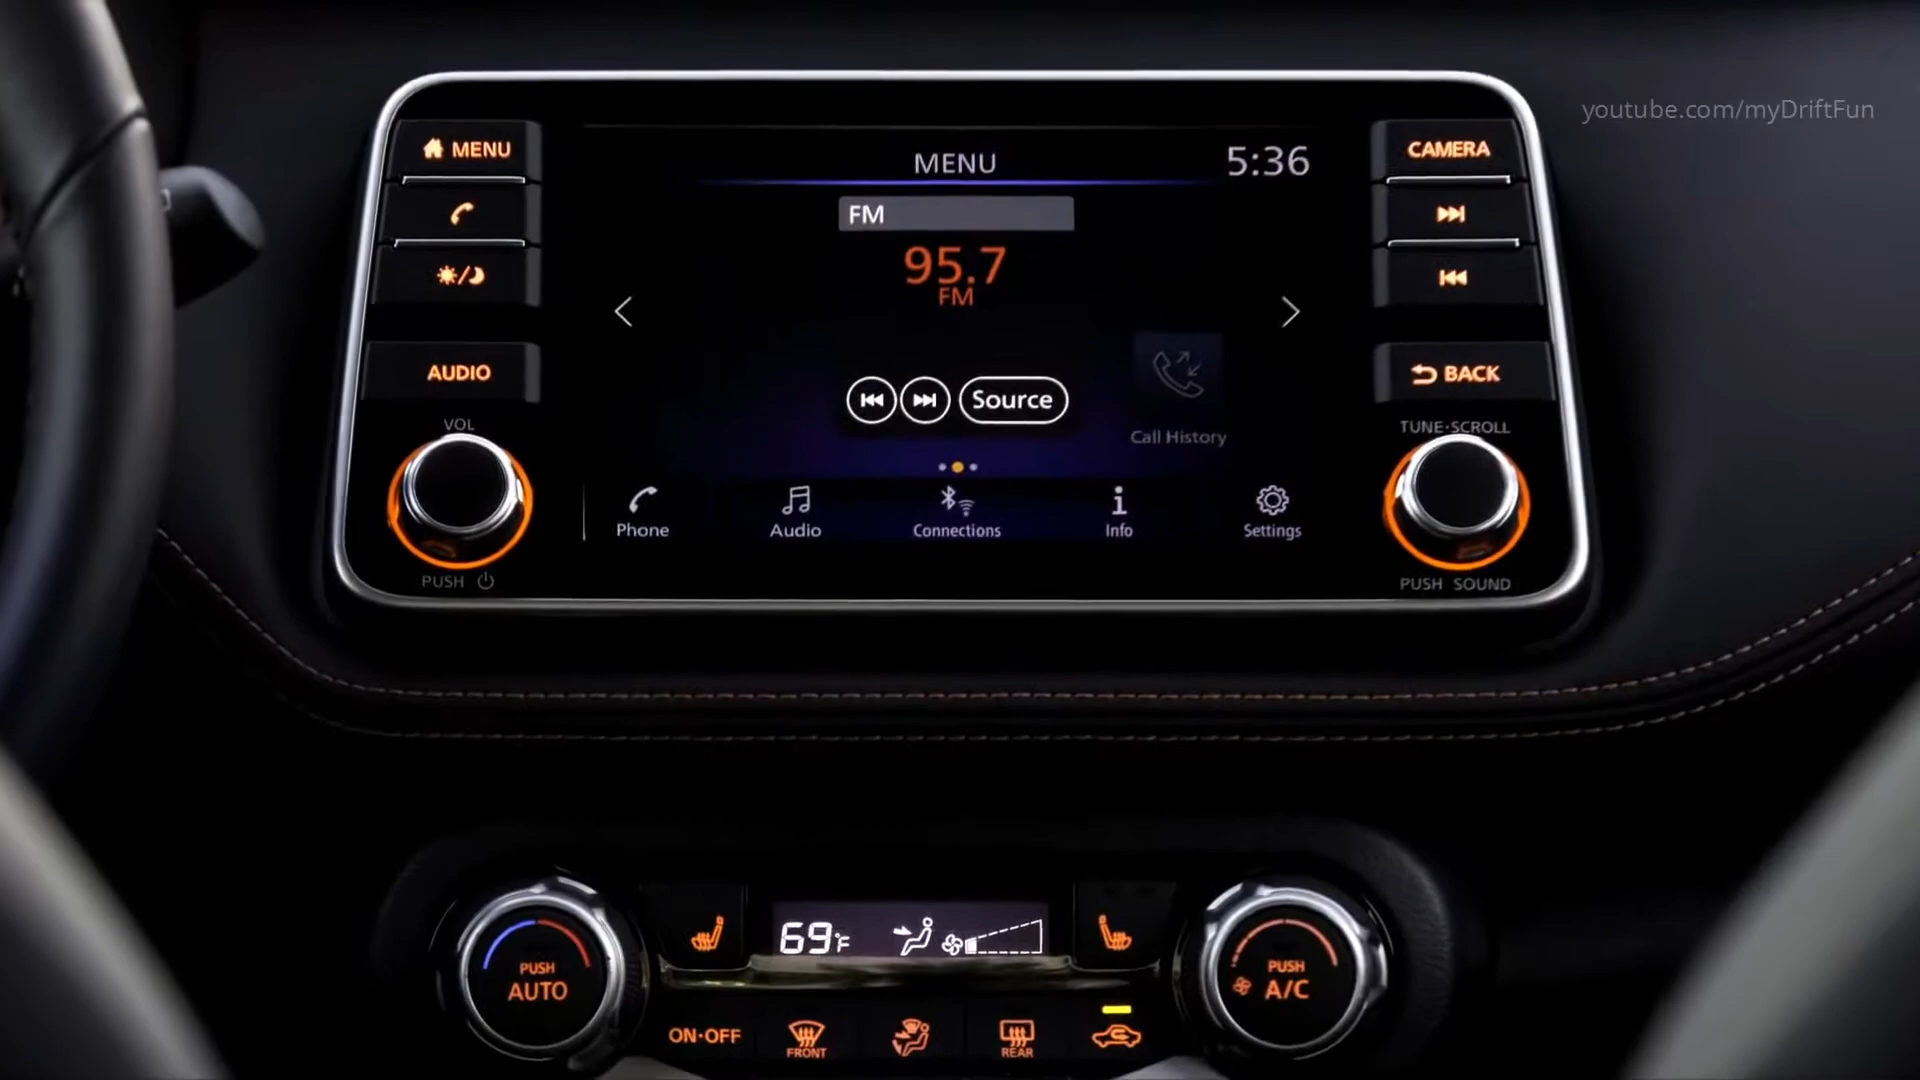 youtube.com/myDriftFun
MENU
CAMERA
MENU
5:36
FM
95.7
FM
AUDIO
BACK
VOL
TUNE·SCROLL
Source
Call History
Phone
Audio
Connections
Info
Settings
PUSH
PUSH SOUND
69°F
PUSH
AUTO
PUSH
A/C
ON·OFF
FRONT
REAR